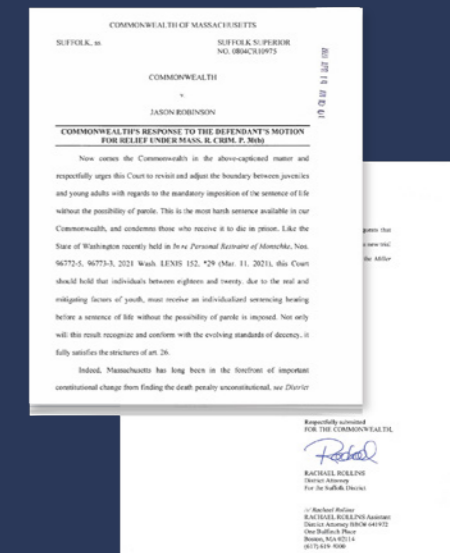 COMMONWEALTH OF MASSACHUSETTS
SUFFOLK, ss. SUFFOLK SUPERIOR
NO. 0804CR10975
COMMONWEALTH
v.
JASON ROBINSON
COMMONWEALTH'S RESPONSE TO THE DEFENDANT'S MOTION
FOR RELIEF UNDER MASS. R. CRIM. P. 30(b)
Now comes the Commonwealth in the above-captioned matter and
respectfully urges this Court to revisit and adjust the boundary between juveniles
and young adults with regards to the mandatory imposition of the sentence of life
without the possibility of parole. This is the most harsh sentence available in our
Commonwealth, and condemns those who receive it to die in prison. Like the
State of Washington recently held in In re Personal Restraint of Monschke, Nos.
96772-5, 96773-3, 2021 Wash. LEXIS 152, *29 (Mar. 11, 2021), this Court
should hold that individuals between eighteen and twenty, due to the real and
mitigating factors of youth, must receive an individualized sentencing hearing
before a sentence of life without the possibility of parole is imposed. Not only
will this result recognize and conform with the evolving standards of decency, it
fully satisfies the strictures of art. 26.
Indeed, Massachusetts has long been in the forefront of important
constitutional change from finding the death penalty unconstitutional, see District
that
new trial
the Miller
Respectfully submitted
FOR THE COMMONWEALTH,
Rachael
RACHAEL ROLLINS
District Attorney
For the Suffolk District
/s/ Rachael Rollins
RACHAEL ROLLINS Assistant
District Attorney BBO# 641972
One Bulfinch Place
Boston, MA 02114
(617) 619-